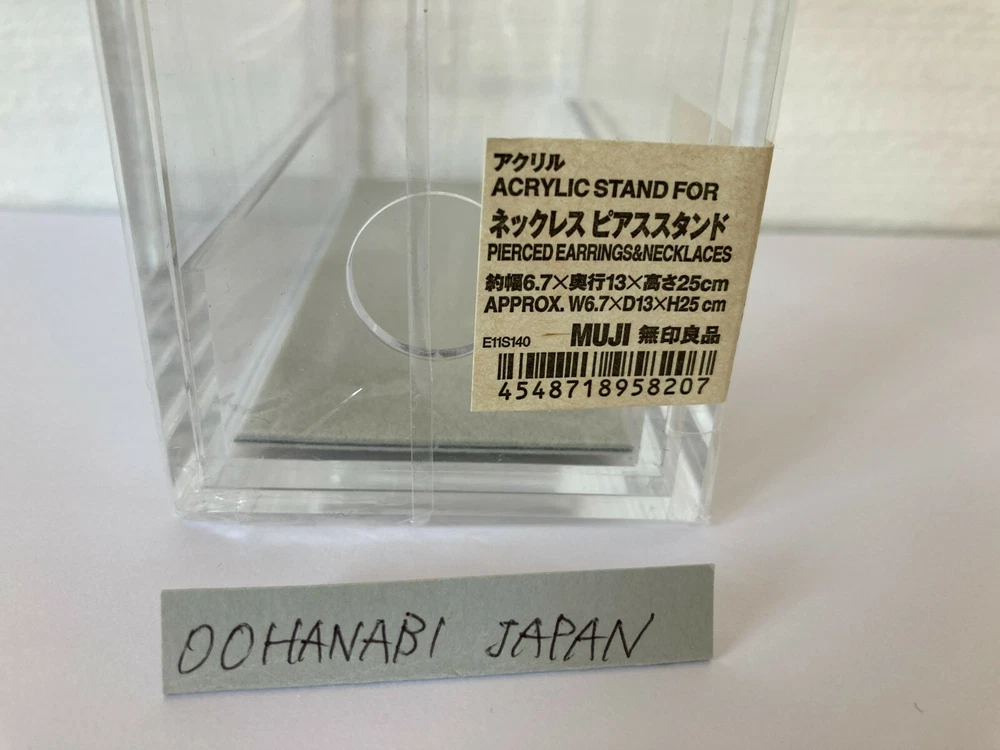 アクリル
ACRYLIC STAND FOR
ネックレス ピアススタンド
PIERCED EARRINGS&NECKLACES
約幅6.7×奥行13×高さ25cm
APPROX. W6.7×D13×H25 cm
E11S140 MUJI 無印良品
4548718958207
OOHANABI JAPAN